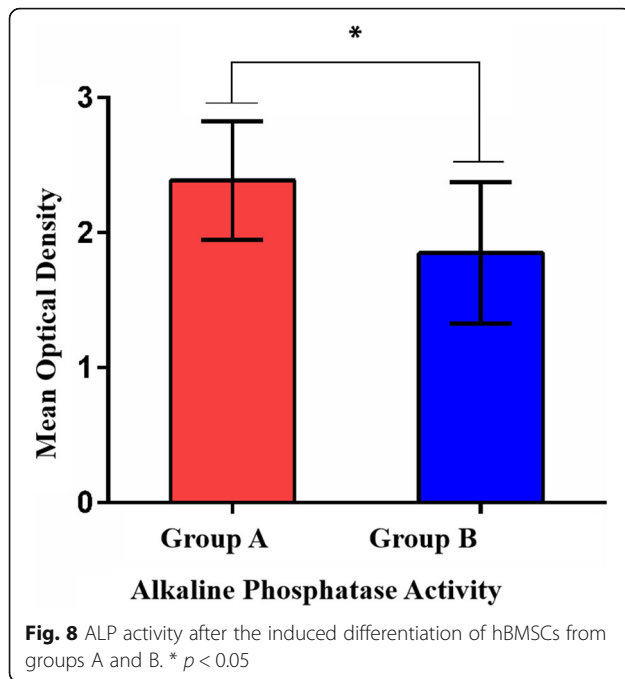 *
3
2
1
0
Mean Optical Density
Group A Group B
Alkaline Phosphatase Activity
Fig. 8 ALP activity after the induced differentiation of hBMSCs from
groups A and B. * p < 0.05